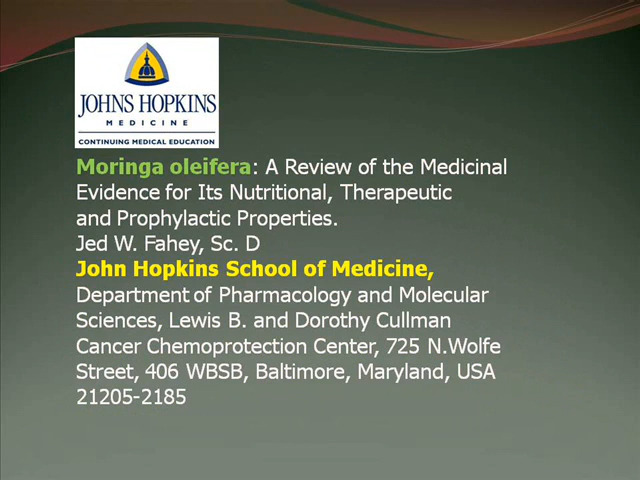 JOHNS HOPKINS
MEDICINE
CONTINUING MEDICAL EDUCATION
Moringa oleifera: A Review of the Medicinal
Evidence for Its Nutritional, Therapeutic
and Prophylactic Properties.
Jed W. Fahey, Sc. D
John Hopkins School of Medicine,
Department of Pharmacology and Molecular
Sciences, Lewis B. and Dorothy Cullman
Cancer Chemoprotection Center, 725 N.Wolfe
Street, 406 WBSB, Baltimore, Maryland, USA
21205-2185